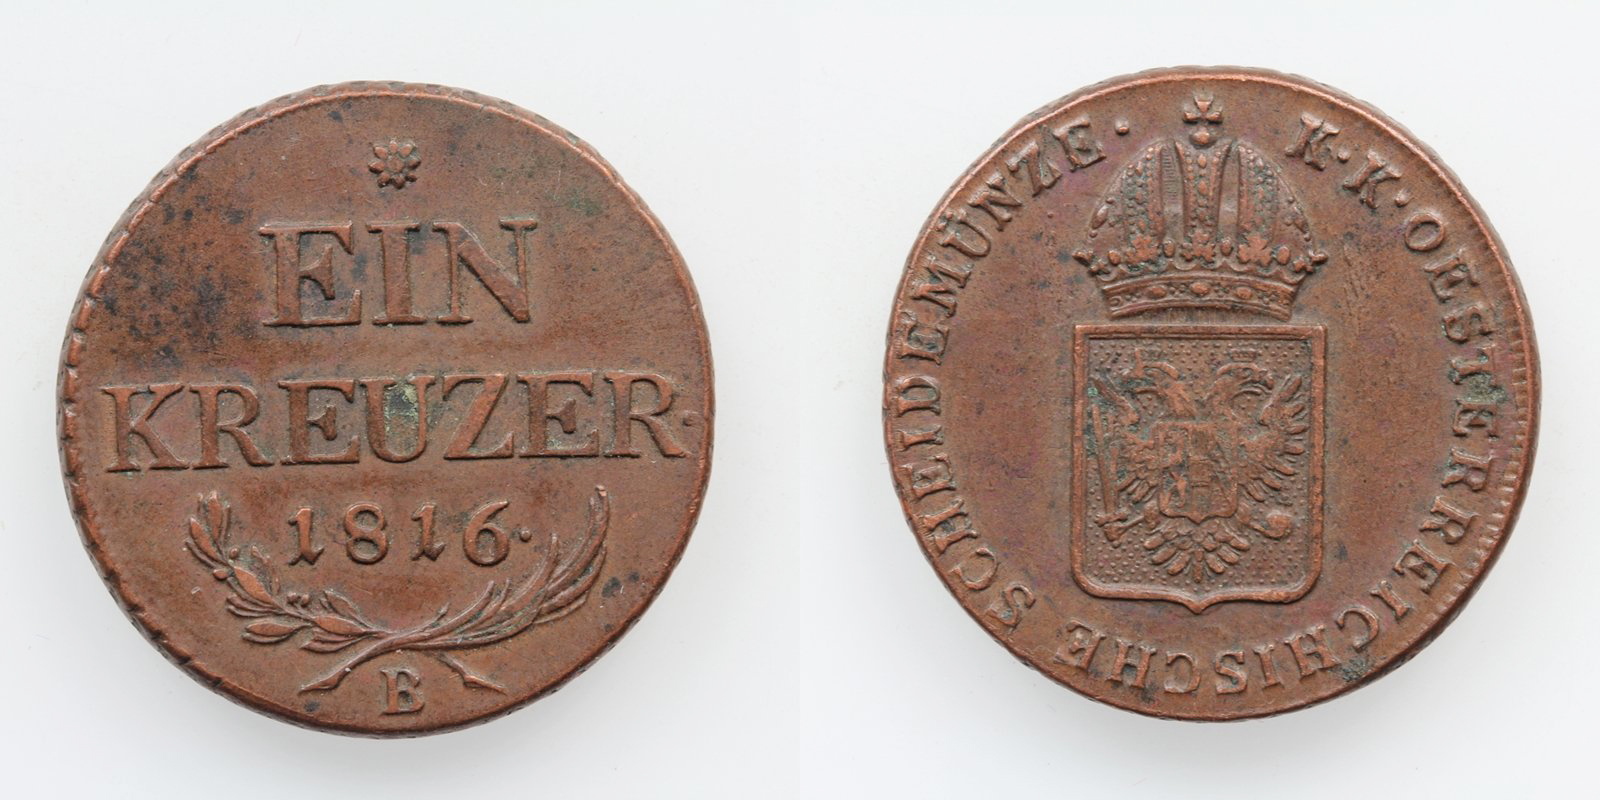 EIN
KREUZER.
1816.
B
K·K·OESTERREICHISCHE SCHEIDEMÜNZE·